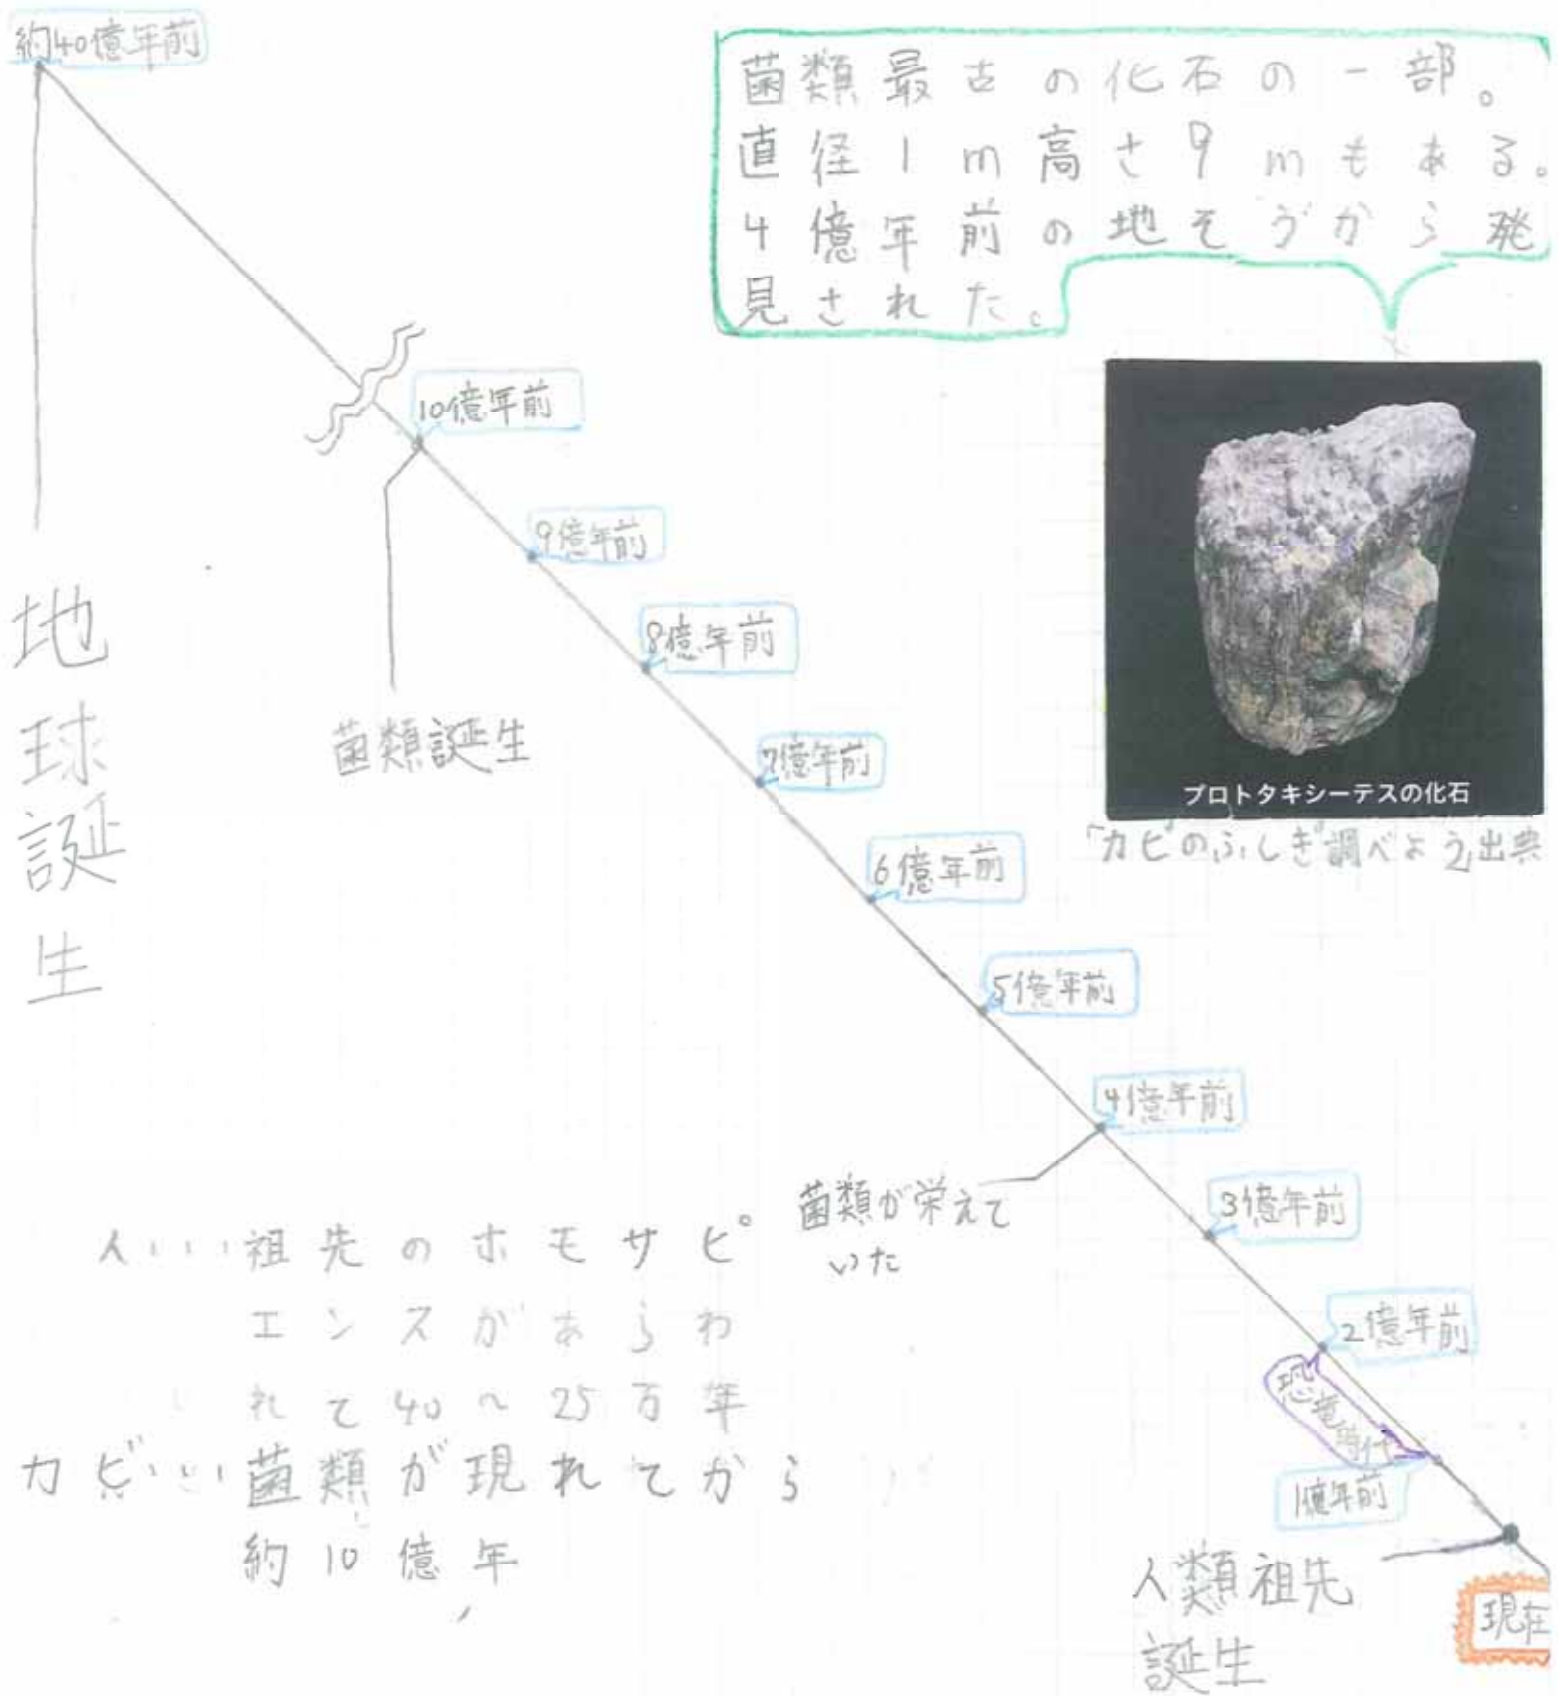 約40億年前
菌類最古の化石の一部。
直径1m高さ9mもある。
4億年前の地そうから発
見された。
10億年前
9億年前
地球誕生
8億年前
菌類誕生
7億年前
プロトタキシーテスの化石
「カビのふしぎ調べよう」出典
6億年前
5億年前
4億年前
菌類が栄えて
いた
3億年前
2億年前
恐竜時代
1億年前
人類祖先
誕生
現在
人・・・祖先のホモサピ
エンスがあらわ
れて40~25万年
カビ・・・菌類が現れてから
約10億年